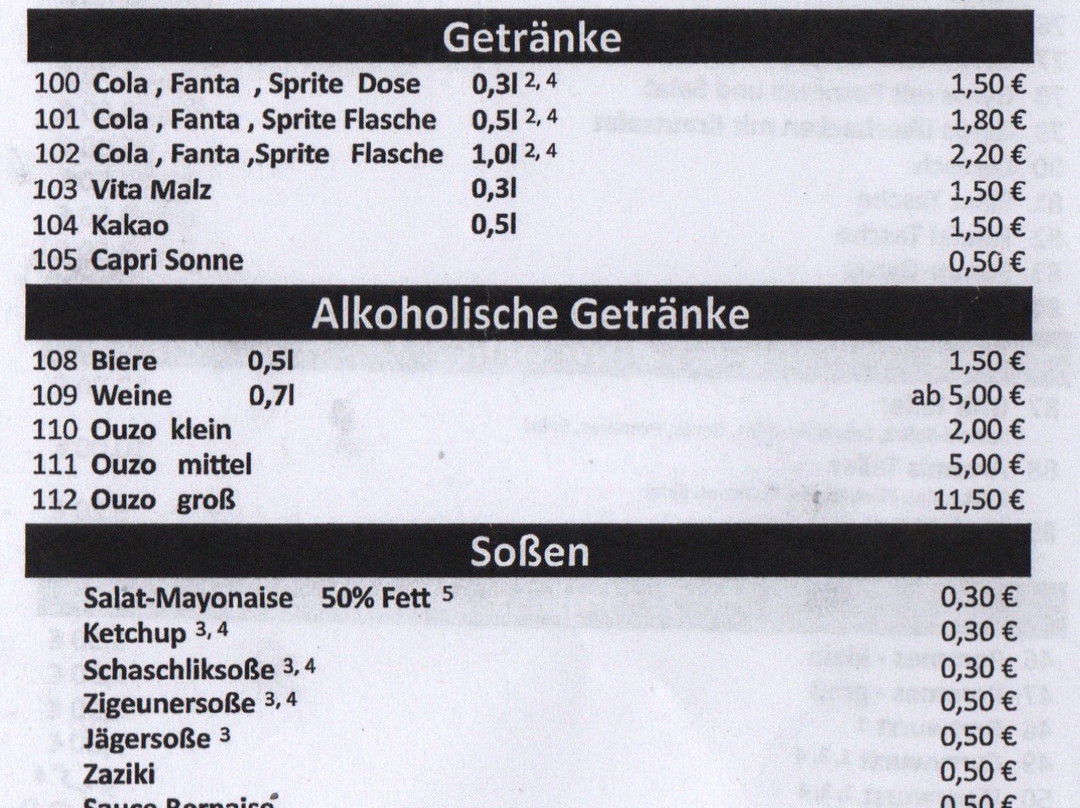 Getränke
100 Cola , Fanta , Sprite Dose 0,3l 2, 4 1,50 €
101 Cola , Fanta , Sprite Flasche 0,5l 2, 4 1,80 €
102 Cola , Fanta ,Sprite Flasche 1,0l 2, 4 2,20 €
103 Vita Malz 0,3l 1,50 €
104 Kakao 0,5l 1,50 €
105 Capri Sonne 0,50 €
Alkoholische Getränke
108 Biere 0,5l 1,50 €
109 Weine 0,7l ab 5,00 €
110 Ouzo klein 2,00 €
111 Ouzo mittel 5,00 €
112 Ouzo groß 11,50 €
Soßen
Salat-Mayonaise 50% Fett 5 0,30 €
Ketchup 3, 4 0,30 €
Schaschliksoße 3, 4 0,30 €
Zigeunersoße 3, 4 0,50 €
Jägersoße 3 0,50 €
Zaziki 0,50 €
Sauce Bernaise 0,50 €